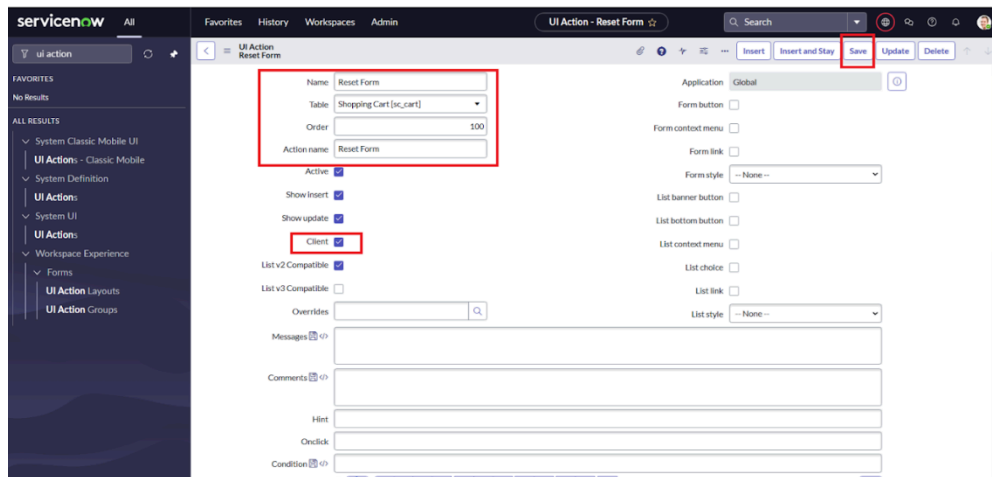 servicenow All Favorites History Workspaces Admin UI Action - Reset Form Search
ui action
FAVORITES
No Results
ALL RESULTS
System Classic Mobile UI
UI Actions - Classic Mobile
System Definition
UI Actions
System UI
UI Actions
Workspace Experience
Forms
UI Action Layouts
UI Action Groups
UI Action
Reset Form
Insert Insert and Stay Save Update Delete
Name Reset Form
Table Shopping Cart [sc_cart]
Order 100
Action name Reset Form
Active
Show insert
Show update
Client
List v2 Compatible
List v3 Compatible
Overrides
Application Global
Form button
Form context menu
Form link
Form style -- None --
List banner button
List bottom button
List context menu
List choice
List link
List style -- None --
Messages
Comments
Hint
Onclick
Condition